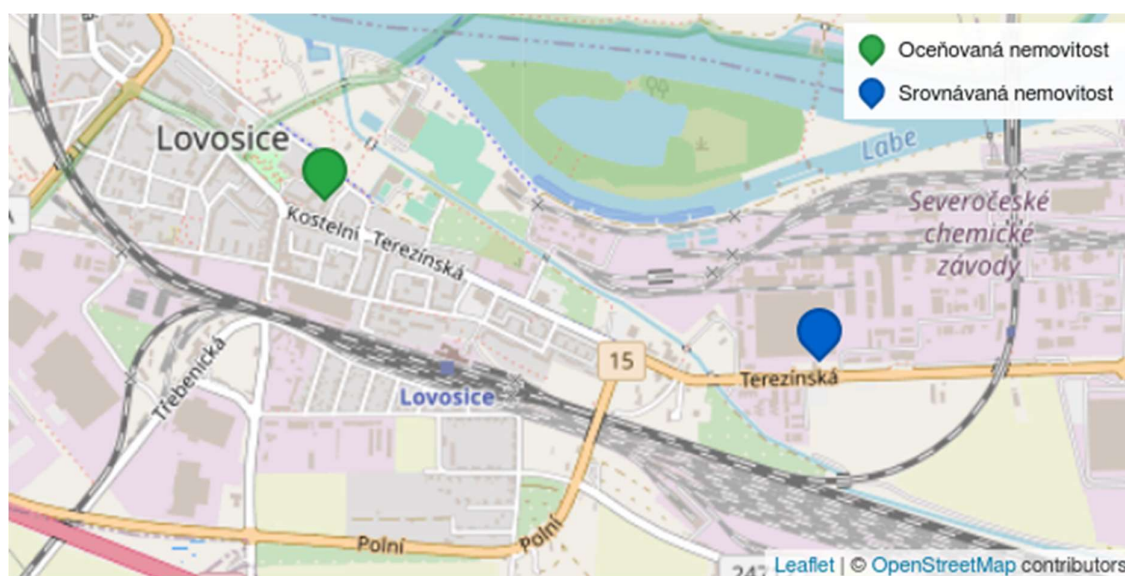 Oceňovaná nemovitost
Srovnávaná nemovitost
Lovosice
Labe
Severočeské
chemické
závody
Kostelní
Terezínská
15
Terezínská
Třebenická
Lovosice
Polní
Polní
247
Leaflet | © OpenStreetMap contributors